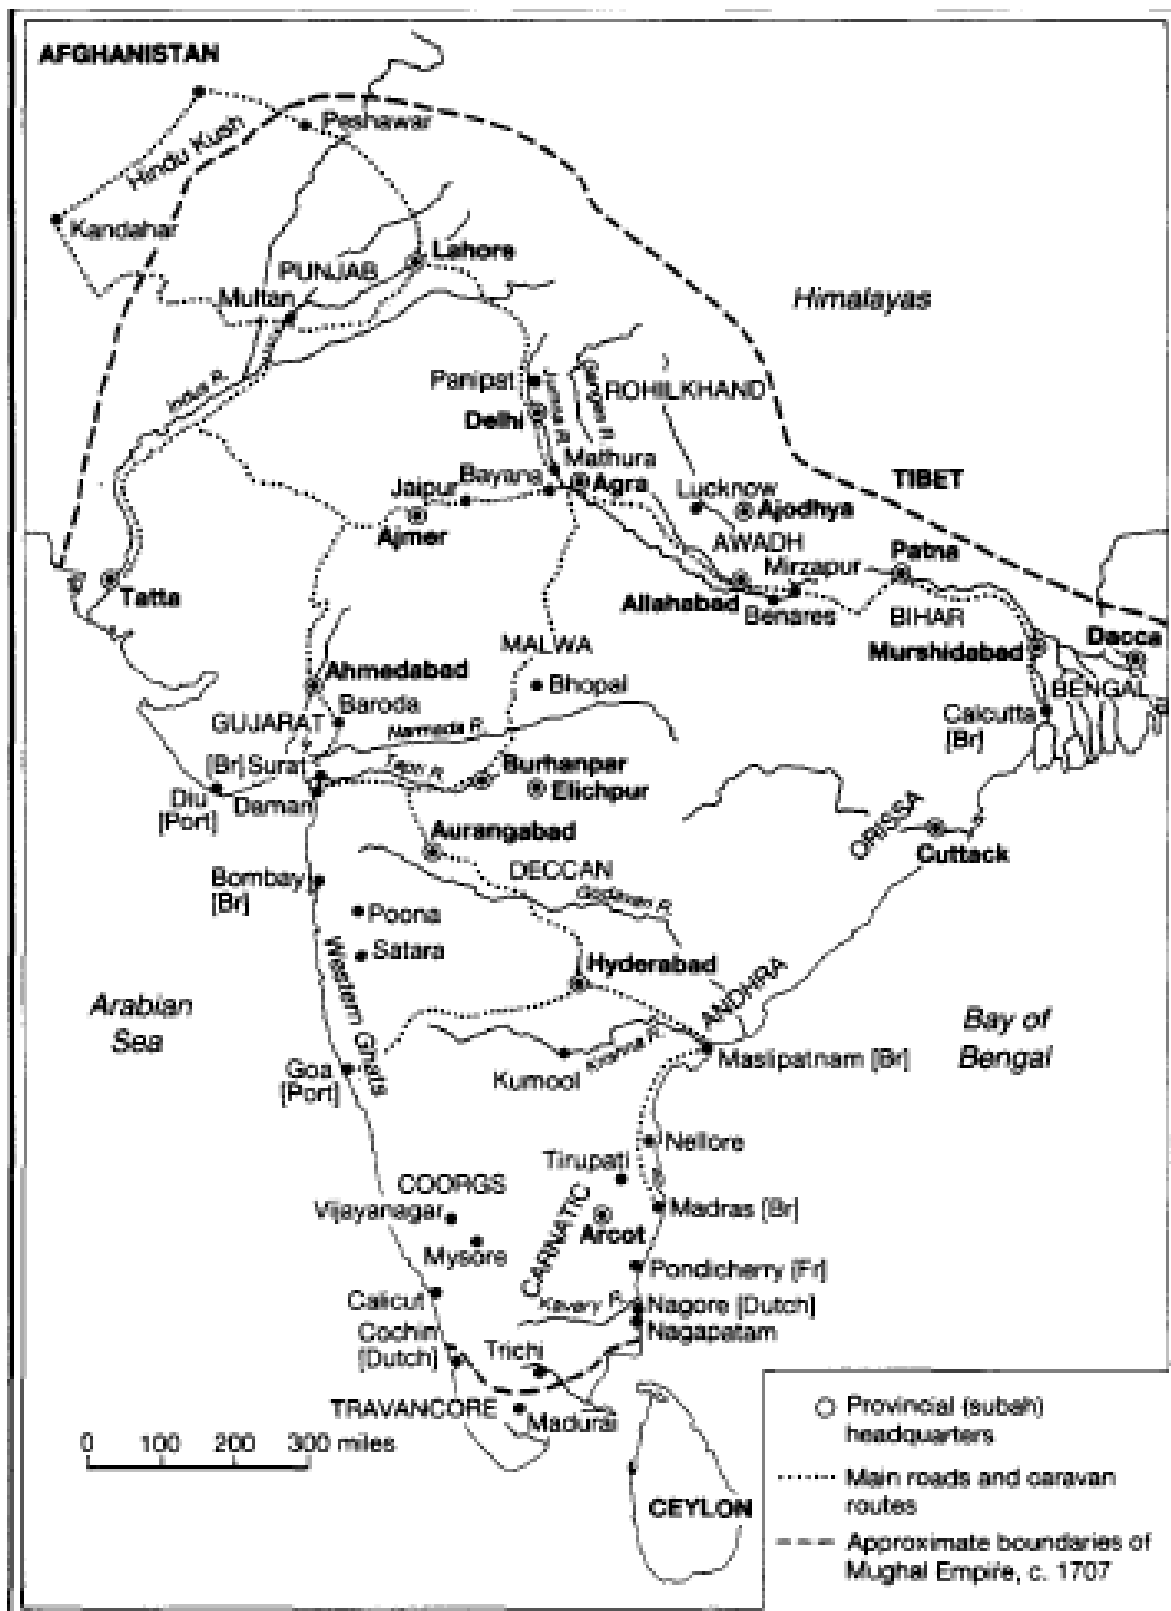 AFGHANISTAN
Peshawar
Hindu Kush
Kandahar
Lahore
PUNJAB
Multan
Himalayas
Indus R.
Panipat
Jumna R.
Ganges R.
ROHILKHAND
Delhi
Mathura
Bayana
Agra
Jaipur
Lucknow
TIBET
Ajodhya
Ajmer
AWADH
Patna
Mirzapur
Tatta
Allahabad
Benares
BIHAR
Dacca
Murshidabad
MALWA
Ahmedabad
Bhopal
BENGAL
Baroda
GUJARAT
Calcutta
[Br]
Narmada R.
[Br] Surat
Tapti R.
Burhanpar
Elichpur
Diu
[Port]
Daman
ORISSA
Aurangabad
Cuttack
DECCAN
Bombay
[Br]
Godavari R.
Poona
Satara
Western Ghats
Hyderabad
ANDHRA
Arabian
Sea
Bay of
Bengal
Krishna R.
Maslipatnam [Br]
Goa
[Port]
Kurnool
Nellore
Tirupati
COORGS
Vijayanagar
CARNATIC
Madras [Br]
Arcot
Mysore
Pondicherry [Fr]
Calicut
Kavery R.
Nagore [Dutch]
Nagapatam
Cochin
[Dutch]
Trichi
TRAVANCORE
Madurai
0 100 200 300 miles
CEYLON
Provincial (subah)
headquarters
Main roads and caravan
routes
Approximate boundaries of
Mughal Empire, c. 1707